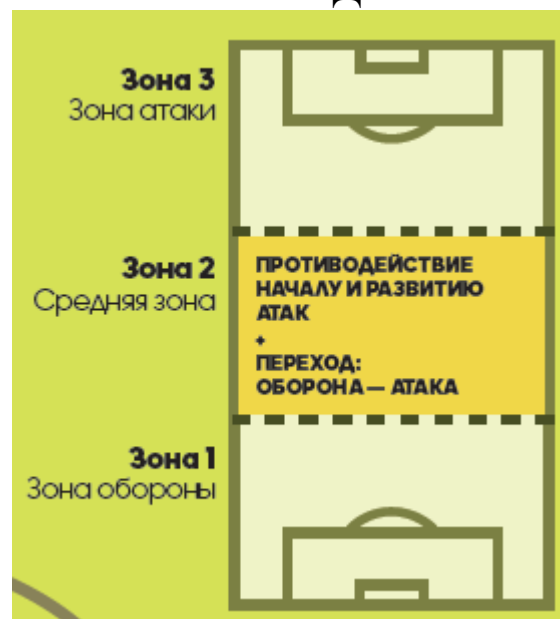 Зона 3
Зона атаки
Зона 2
Средняя зона
ПРОТИВОДЕЙСТВИЕ
НАЧАЛУ И РАЗВИТИЮ
АТАК
+
ПЕРЕХОД:
ОБОРОНА — АТАКА
Зона 1
Зона обороны